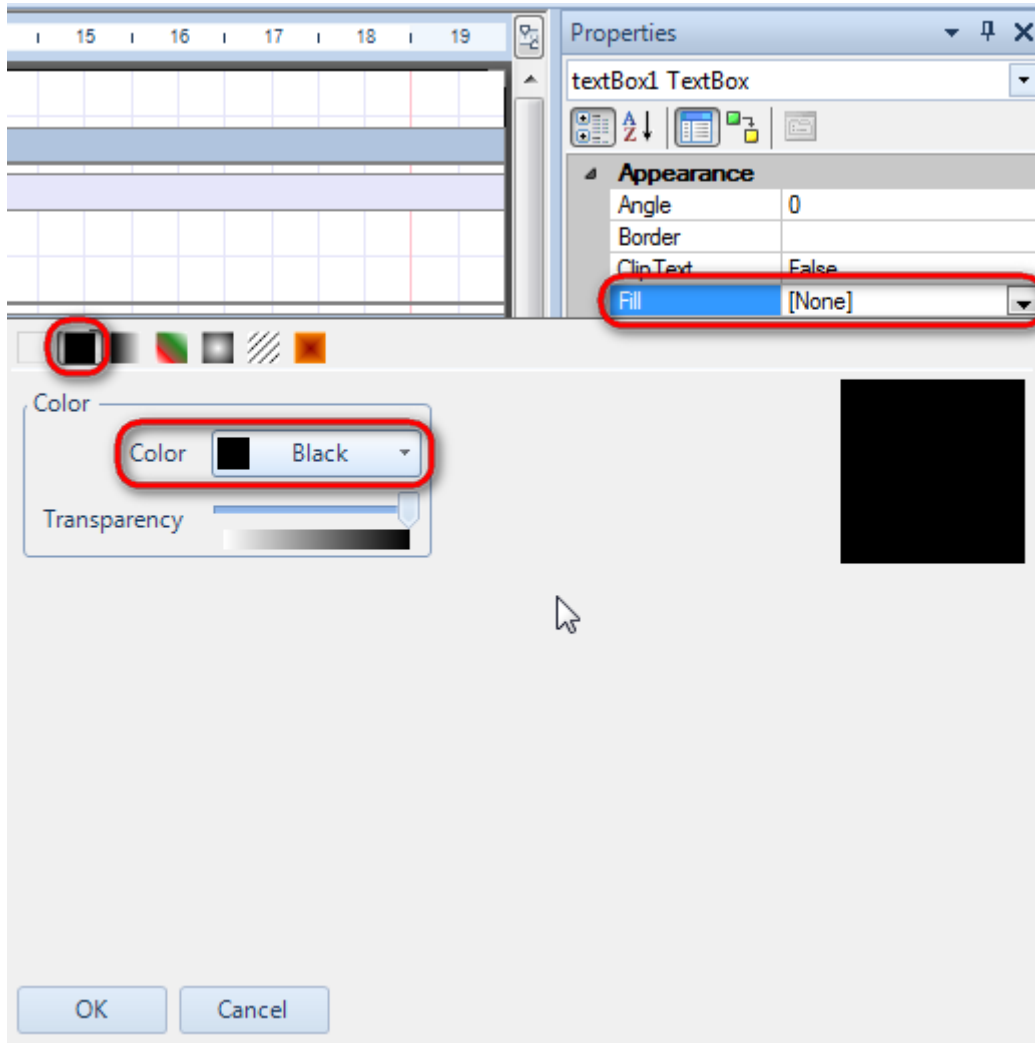 15 16 17 18 19
Properties
textBox1 TextBox
Appearance
Angle 0
Border
ClipText False
Fill [None]
Color
Color Black
Transparency
OK Cancel